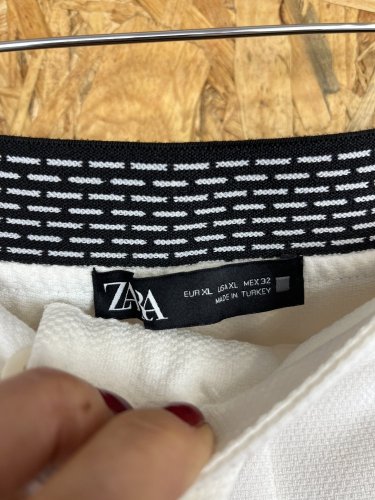 ZARA
EUR XL USA XL MEX 32
MADE IN TURKEY